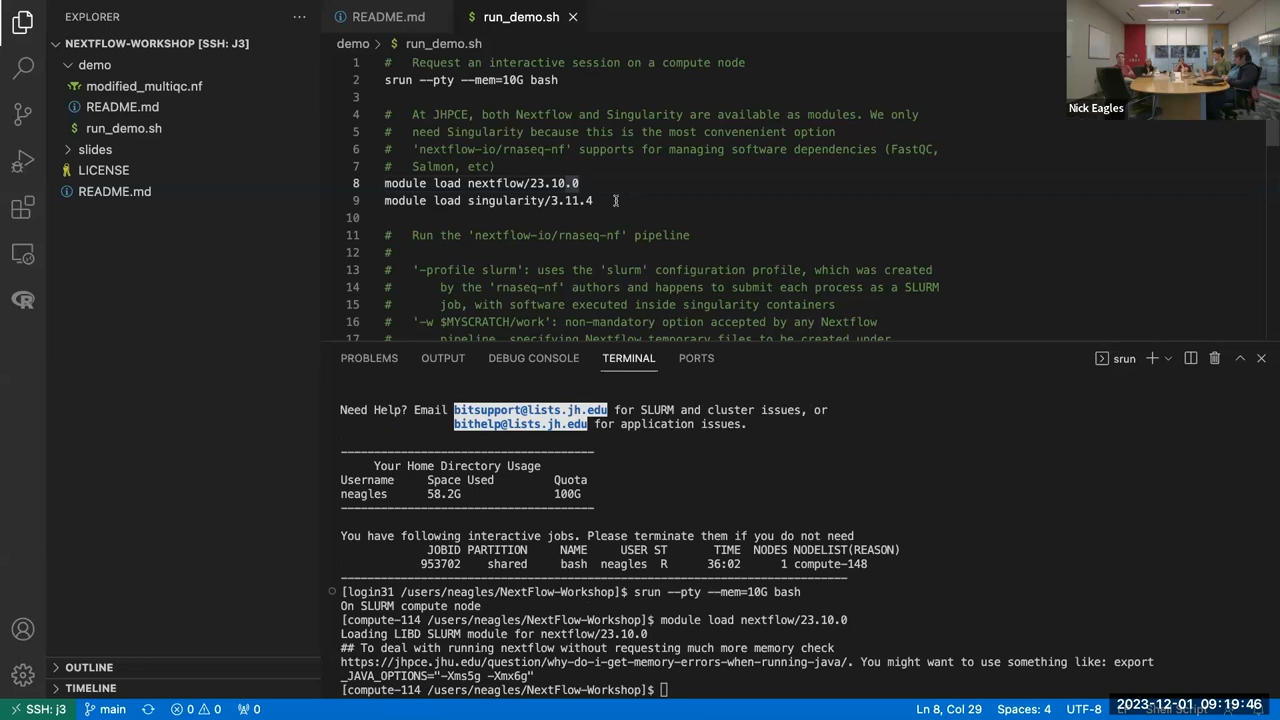 EXPLORER
NEXTFLOW-WORKSHOP [SSH: J3]
demo
modified_multiqc.nf
README.md
run_demo.sh
slides
LICENSE
README.md
OUTLINE
TIMELINE
README.md
run_demo.sh
demo > run_demo.sh
1 # Request an interactive session on a compute node
2 srun --pty --mem=10G bash
3
4 # At JHPCE, both Nextflow and Singularity are available as modules. We only
5 # need Singularity because this is the most convenenient option
6 # 'nextflow-io/rnaseq-nf' supports for managing software dependencies (FastQC,
7 # Salmon, etc)
8 module load nextflow/23.10.0
9 module load singularity/3.11.4
10
11 # Run the 'nextflow-io/rnaseq-nf' pipeline
12 #
13 # '-profile slurm': uses the 'slurm' configuration profile, which was created
14 # by the 'rnaseq-nf' authors and happens to submit each process as a SLURM
15 # job, with software executed inside singularity containers
16 # '-w $MYSCRATCH/work': non-mandatory option accepted by any Nextflow
17 # pipeline, specifying Nextflow temporary files to be created under
Nick Eagles
PROBLEMS OUTPUT DEBUG CONSOLE TERMINAL PORTS
srun
Need Help? Email bitsupport@lists.jh.edu for SLURM and cluster issues, or
bithelp@lists.jh.edu for application issues.
Your Home Directory Usage
Username Space Used Quota
neagles 58.2G 100G
You have following interactive jobs. Please terminate them if you do not need
JOBID PARTITION NAME USER ST TIME NODES NODELIST(REASON)
953702 shared bash neagles R 36:02 1 compute-148
[login31 /users/neagles/NextFlow-Workshop]$ srun --pty --mem=10G bash
On SLURM compute node
[compute-114 /users/neagles/NextFlow-Workshop]$ module load nextflow/23.10.0
Loading LIBD SLURM module for nextflow/23.10.0
## To deal with running nextflow without requesting much more memory check
https://jhpce.jhu.edu/question/why-do-i-get-memory-errors-when-running-java/. You might want to use something like: export
_JAVA_OPTIONS="-Xms5g -Xmx6g"
[compute-114 /users/neagles/NextFlow-Workshop]$
SSH: j3 main 0 0 0 Ln 8, Col 29 Spaces: 4 UTF-8
2023-12-01 09:19:46